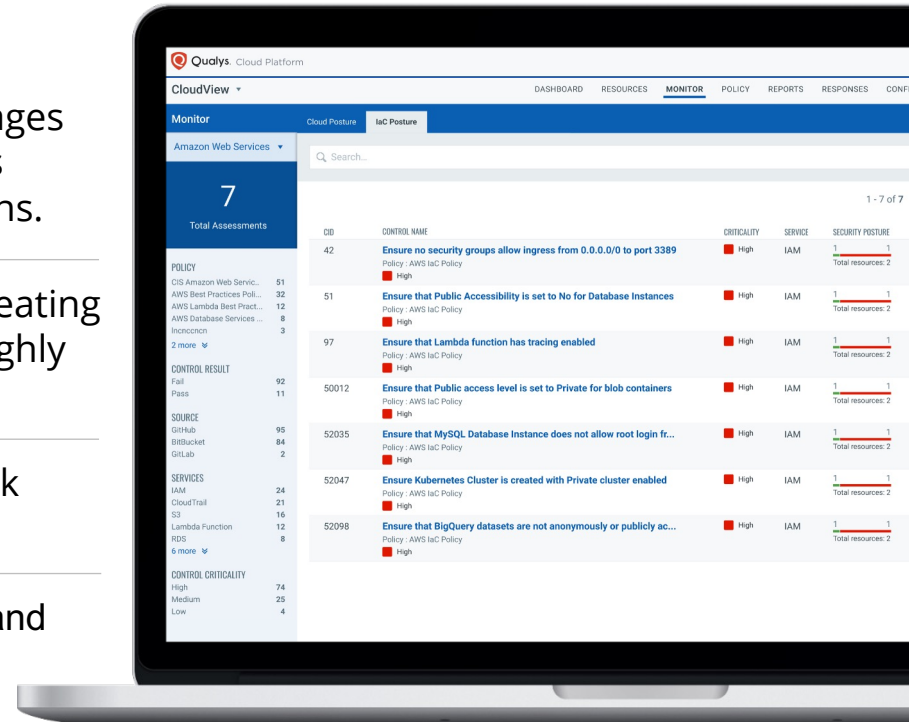 nges
s
ns.
eating
ghly
k
and
Qualys. Cloud Platform
CloudView
DASHBOARD RESOURCES MONITOR POLICY REPORTS RESPONSES CONFI
Monitor
Cloud Posture IaC Posture
Amazon Web Services
Search...
7
Total Assessments
1 - 7 of 7
POLICY
CIS Amazon Web Servic.. 51
AWS Best Practices Poli... 32
AWS Lambda Best Pract... 12
AWS Database Services ... 8
Incnccncn 3
2 more
CONTROL RESULT
Fail 92
Pass 11
SOURCE
GitHub 95
BitBucket 84
GitLab 2
SERVICES
IAM 24
CloudTrail 21
S3 16
Lambda Function 12
RDS 8
6 more
CONTROL CRITICALITY
High 74
Medium 25
Low 4
CID CONTROL NAME CRITICALITY SERVICE SECURITY POSTURE
42 Ensure no security groups allow ingress from 0.0.0.0/0 to port 3389 High IAM 1 1
Policy : AWS IaC Policy Total resources: 2
High
51 Ensure that Public Accessibility is set to No for Database Instances High IAM 1 1
Policy : AWS IaC Policy Total resources: 2
High
97 Ensure that Lambda function has tracing enabled High IAM 1 1
Policy : AWS IaC Policy Total resources: 2
High
50012 Ensure that Public access level is set to Private for blob containers High IAM 1 1
Policy : AWS IaC Policy Total resources: 2
High
52035 Ensure that MySQL Database Instance does not allow root login fr... High IAM 1 1
Policy : AWS IaC Policy Total resources: 2
High
52047 Ensure Kubernetes Cluster is created with Private cluster enabled High IAM 1 1
Policy : AWS IaC Policy Total resources: 2
High
52098 Ensure that BigQuery datasets are not anonymously or publicly ac... High IAM 1 1
Policy : AWS IaC Policy Total resources: 2
High